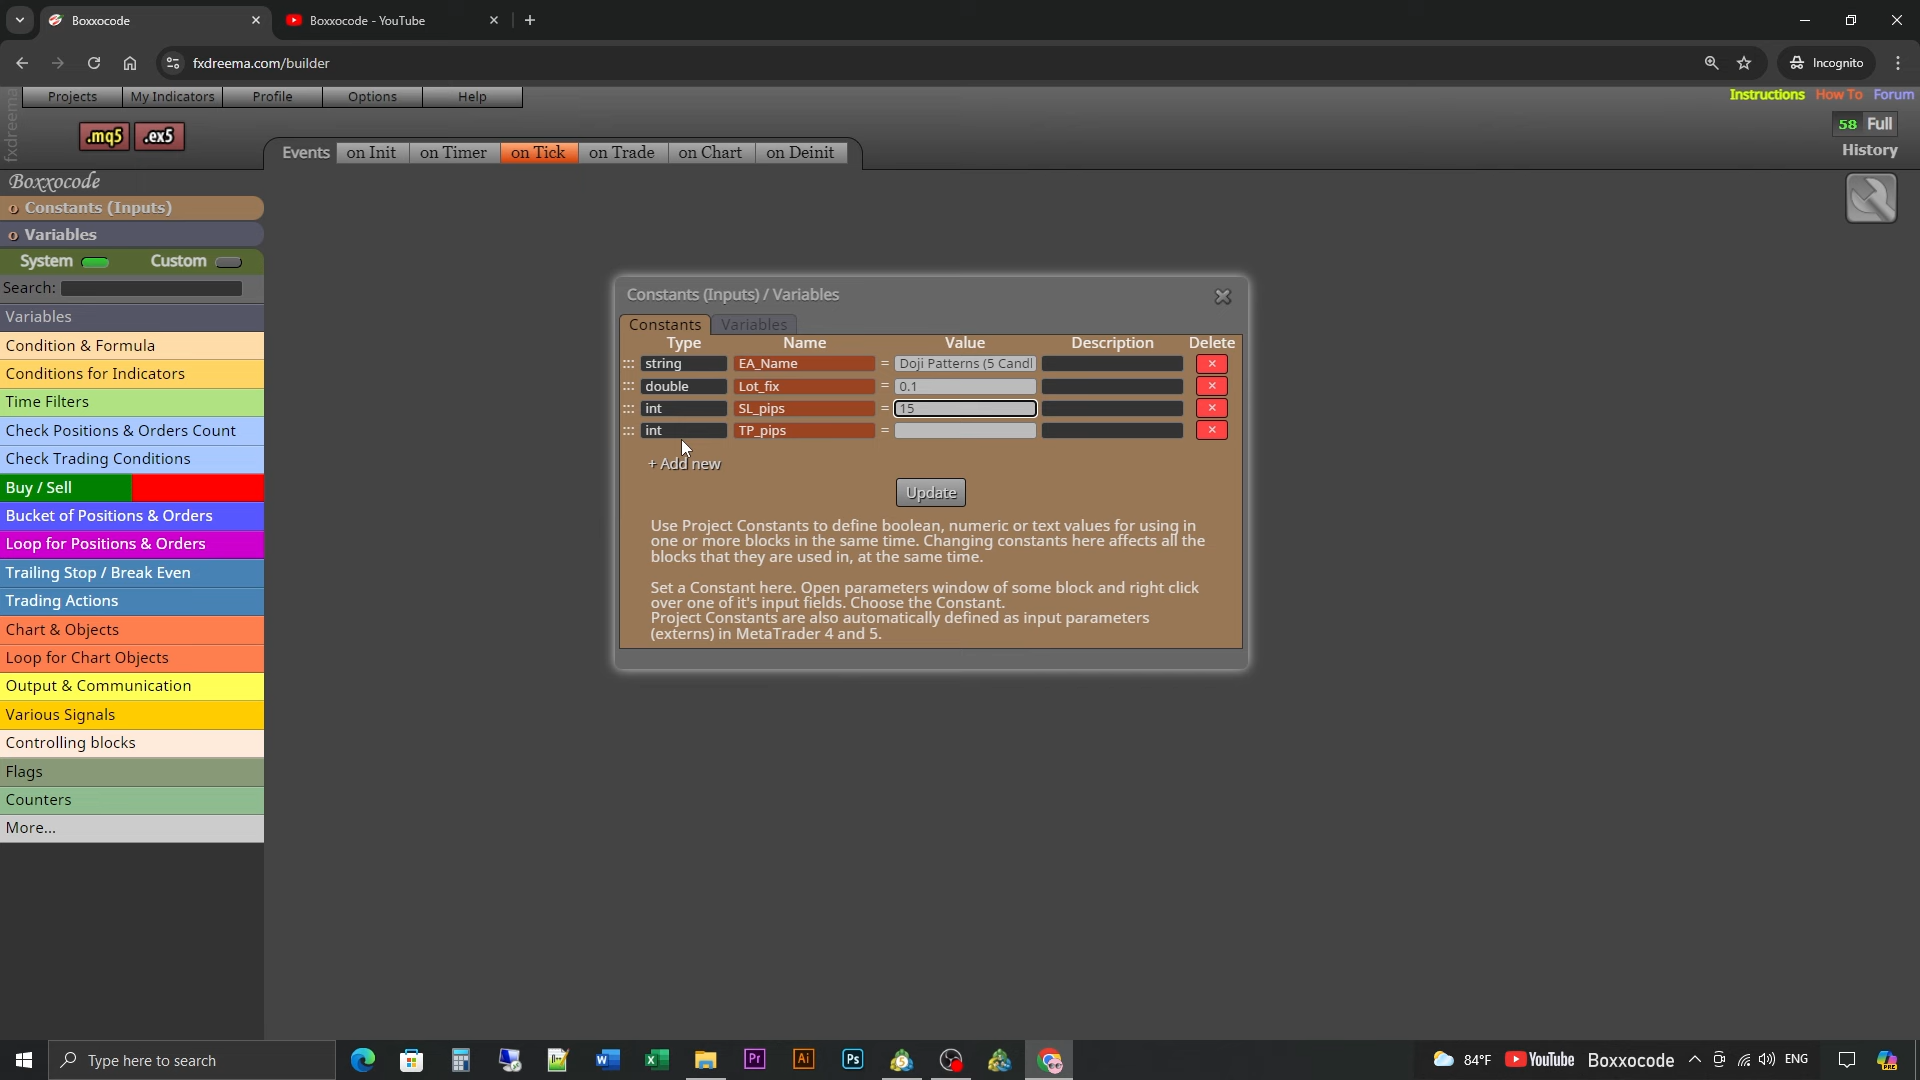 Boxxocode
Boxxocode - YouTube
fxdreema.com/builder
Incognito
fxdreema
Projects
My Indicators
Profile
Options
Help
Instructions
How To
Forum
.mq5
.ex5
58 Full
Events
on Init
on Timer
on Tick
on Trade
on Chart
on Deinit
History
Boxxocode
Constants (Inputs)
Variables
System
Custom
Search:
Variables
Condition & Formula
Conditions for Indicators
Time Filters
Check Positions & Orders Count
Check Trading Conditions
Buy / Sell
Bucket of Positions & Orders
Loop for Positions & Orders
Trailing Stop / Break Even
Trading Actions
Chart & Objects
Loop for Chart Objects
Output & Communication
Various Signals
Controlling blocks
Flags
Counters
More...
Constants (Inputs) / Variables
Constants
Variables
Type Name Value Description Delete
::: string EA_Name = Doji Patterns (5 Candl ×
::: double Lot_fix = 0.1 ×
::: int SL_pips = 15 ×
::: int TP_pips = ×
+ Add new
Update
Use Project Constants to define boolean, numeric or text values for using in
one or more blocks in the same time. Changing constants here affects all the
blocks that they are used in, at the same time.
Set a Constant here. Open parameters window of some block and right click
over one of it's input fields. Choose the Constant.
Project Constants are also automatically defined as input parameters
(externs) in MetaTrader 4 and 5.
Type here to search
Pr
Ai
Ps
84°F
YouTube
Boxxocode
ENG